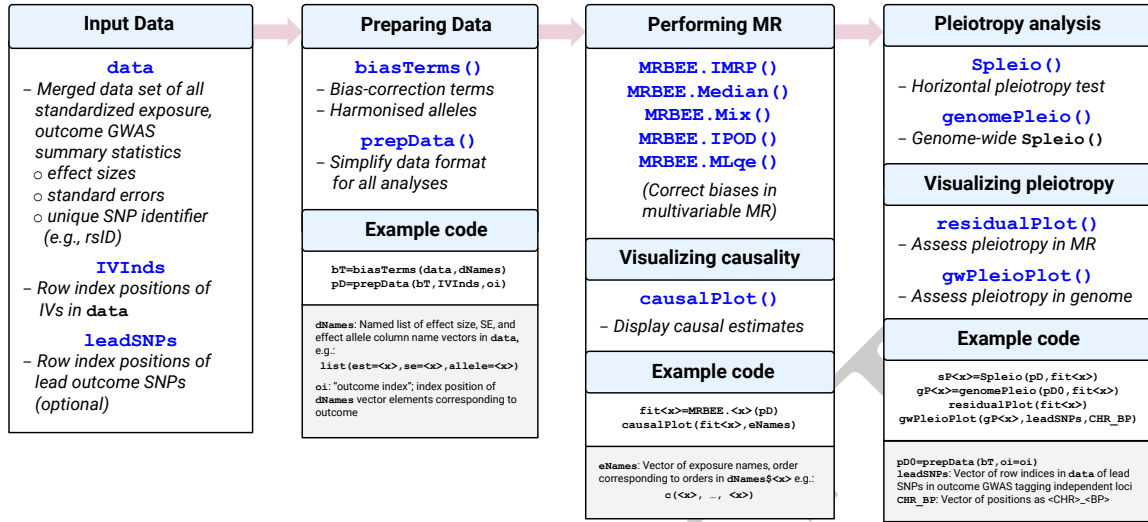 Input Data
data
– Merged data set of all
standardized exposure,
outcome GWAS
summary statistics
○ effect sizes
○ standard errors
○ unique SNP identifier
(e.g., rsID)
IVInds
– Row index positions of
IVs in data
leadSNPs
– Row index positions of
lead outcome SNPs
(optional)
Preparing Data
biasTerms()
– Bias-correction terms
– Harmonised alleles
prepData()
– Simplify data format
for all analyses
Example code
bT=biasTerms(data,dNames)
pD=prepData(bT,IVInds,oi)
dNames: Named list of effect size, SE, and
effect allele column name vectors in data,
e.g.:
list(est=<x>,se=<x>,allele=<x>)
oi: "outcome index"; index position of
dNames vector elements corresponding to
outcome
Performing MR
MRBEE.IMRP()
MRBEE.Median()
MRBEE.Mix()
MRBEE.IPOD()
MRBEE.MLqe()
(Correct biases in
multivariable MR)
Visualizing causality
causalPlot()
– Display causal estimates
Example code
fit<x>=MRBEE.<x>(pD)
causalPlot(fit<x>,eNames)
eNames: Vector of exposure names, order
corresponding to orders in dNames$<x> e.g.:
c(<x>, …, <x>)
Pleiotropy analysis
Spleio()
– Horizontal pleiotropy test
genomePleio()
– Genome-wide Spleio()
Visualizing pleiotropy
residualPlot()
– Assess pleiotropy in MR
gwPleioPlot()
– Assess pleiotropy in genome
Example code
sP<x>=Spleio(pD,fit<x>)
gP<x>=genomePleio(pD0,fit<x>)
residualPlot(fit<x>)
gwPleioPlot(gP<x>,leadSNPs,CHR_BP)
pD0=prepData(bT,oi=oi)
leadSNPs: Vector of row indices in data of lead
SNPs in outcome GWAS tagging independent loci
CHR_BP: Vector of positions as <CHR>_<BP>